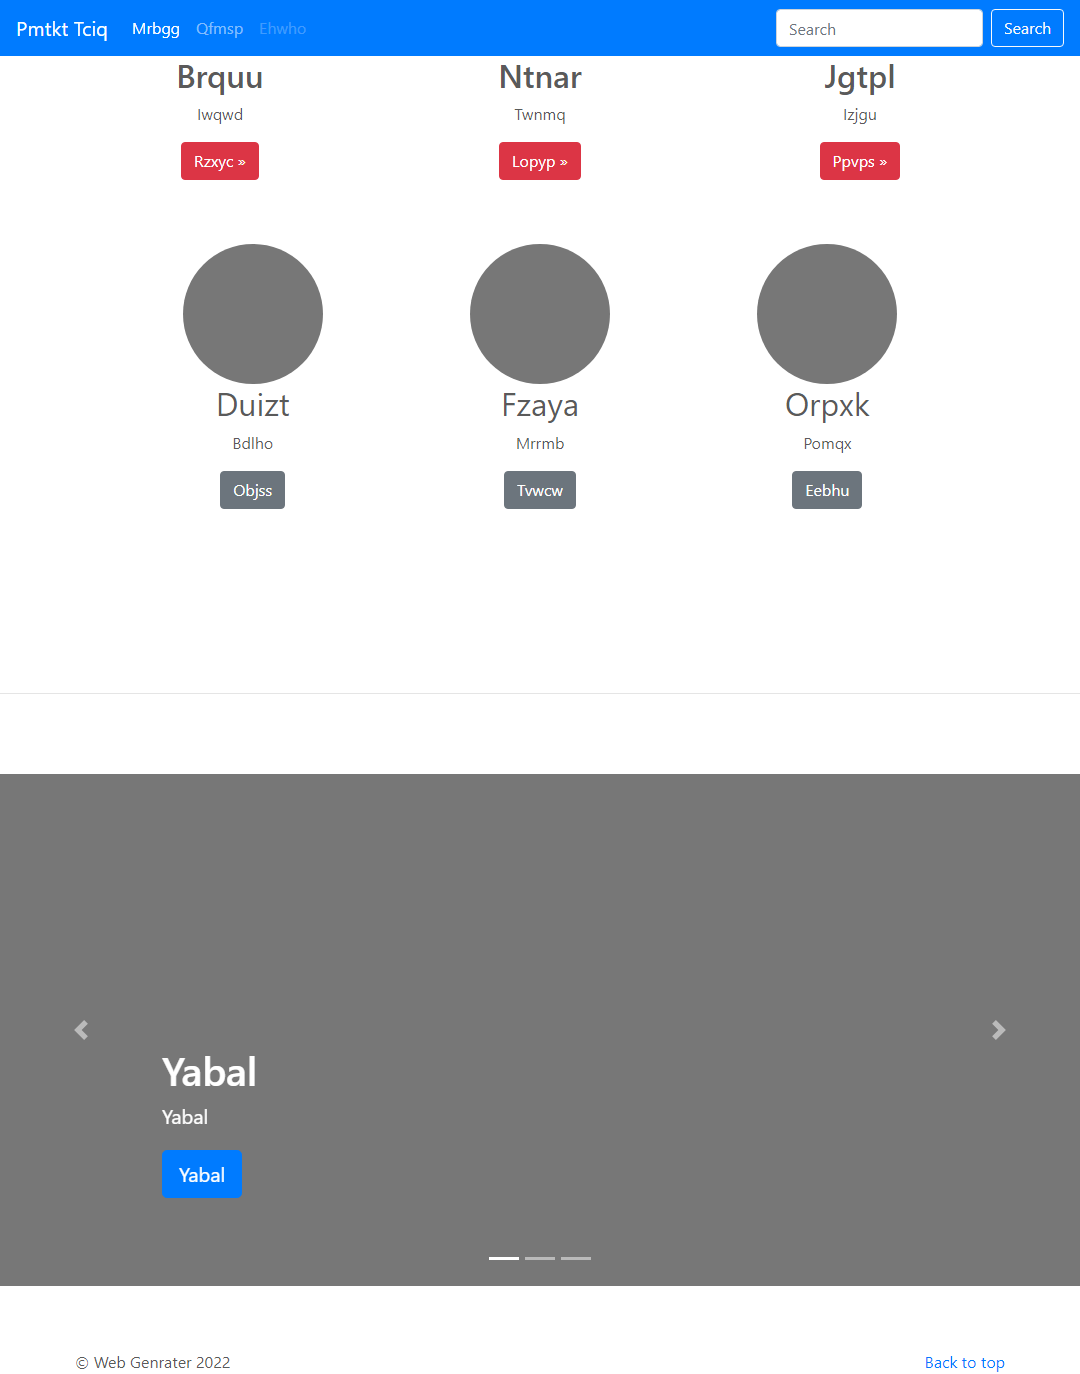 Pmtkt Tciq Mrbgg Qfmsp Ehwho Search Search
Brquu Ntnar Jgtpl
Iwqwd Twnmq Izjgu
Rzxyc » Lopyp » Ppvps »
Duizt Fzaya Orpxk
Bdlho Mrrmb Pomqx
Objss Tvwcw Eebhu
Yabal
Yabal
Yabal
© Web Genrater 2022 Back to top